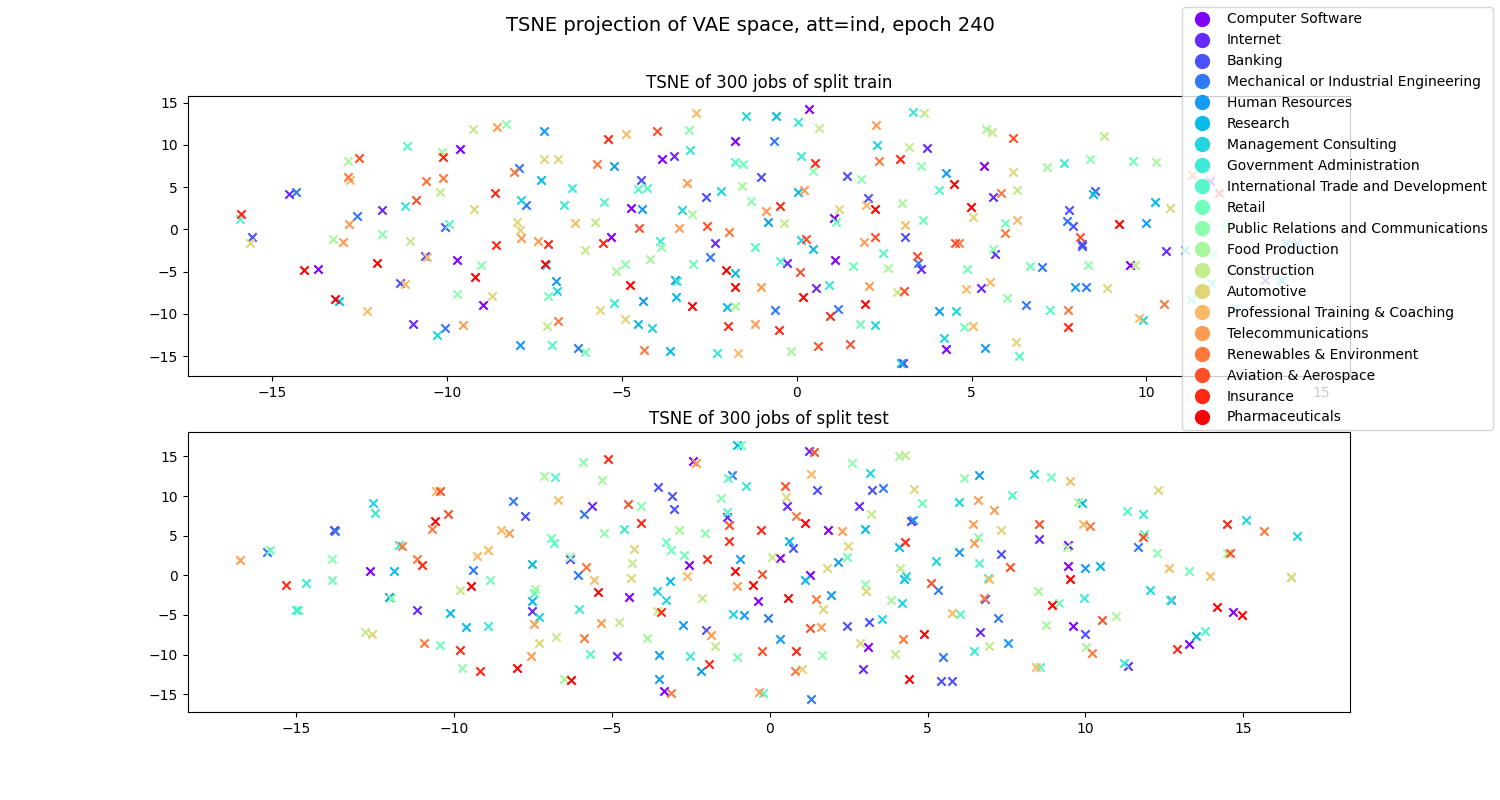 TSNE projection of VAE space, att=ind, epoch 240
TSNE of 300 jobs of split train
15
10
5
0
−5
−10
−15
−15
−10
−5
0
5
10
15
TSNE of 300 jobs of split test
15
10
5
0
−5
−10
−15
−15
−10
−5
0
5
10
15
Computer Software
Internet
Banking
Mechanical or Industrial Engineering
Human Resources
Research
Management Consulting
Government Administration
International Trade and Development
Retail
Public Relations and Communications
Food Production
Construction
Automotive
Professional Training & Coaching
Telecommunications
Renewables & Environment
Aviation & Aerospace
Insurance
Pharmaceuticals